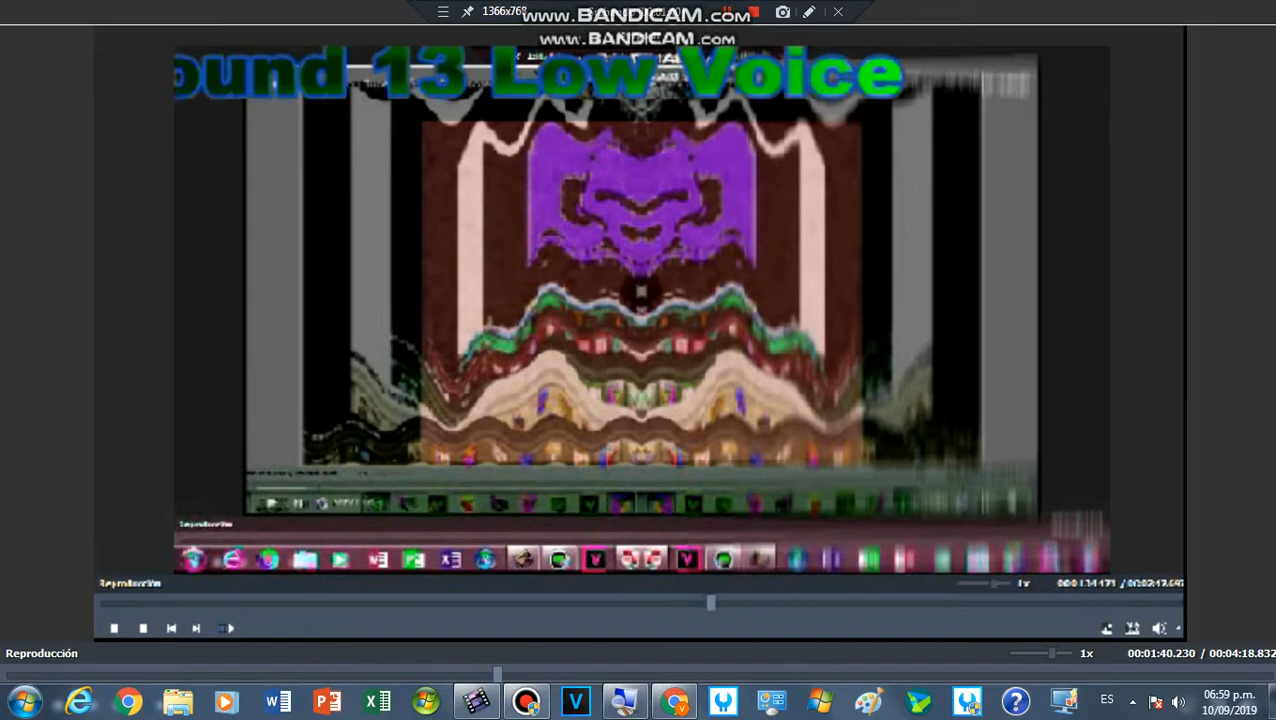 1366x768
www.BANDICAM.com
www.BANDICAM.com
ound 13 Low Voice
Reproducción
1x
Reproducción
1x 00:01:40.230 / 00:04:18.832
ES 06:59 p.m.
10/09/2019